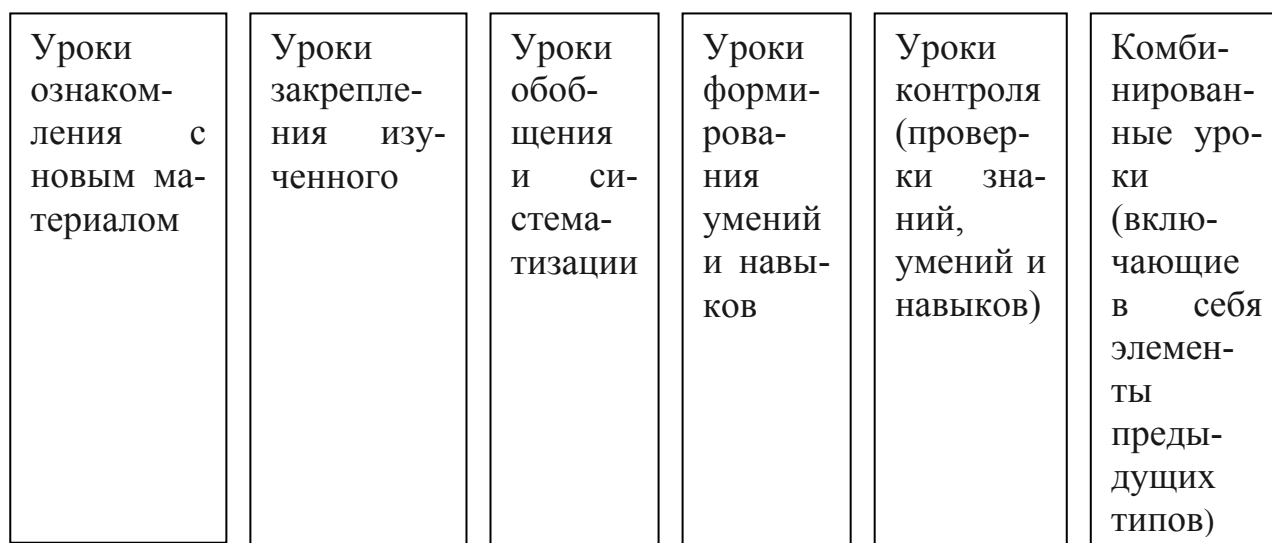 Уроки
ознаком-
ления с
новым ма-
териалом
Уроки
закрепле-
ния изу-
ченного
Уроки
обоб-
щения
и си-
стема-
тизации
Уроки
форми-
рова-
ния
умений
и навы-
ков
Уроки
контроля
(провер-
ки зна-
ний,
умений и
навыков)
Комби-
нирован-
ные уро-
ки
(вклю-
чающие
в себя
элемен-
ты
преды-
дущих
типов)